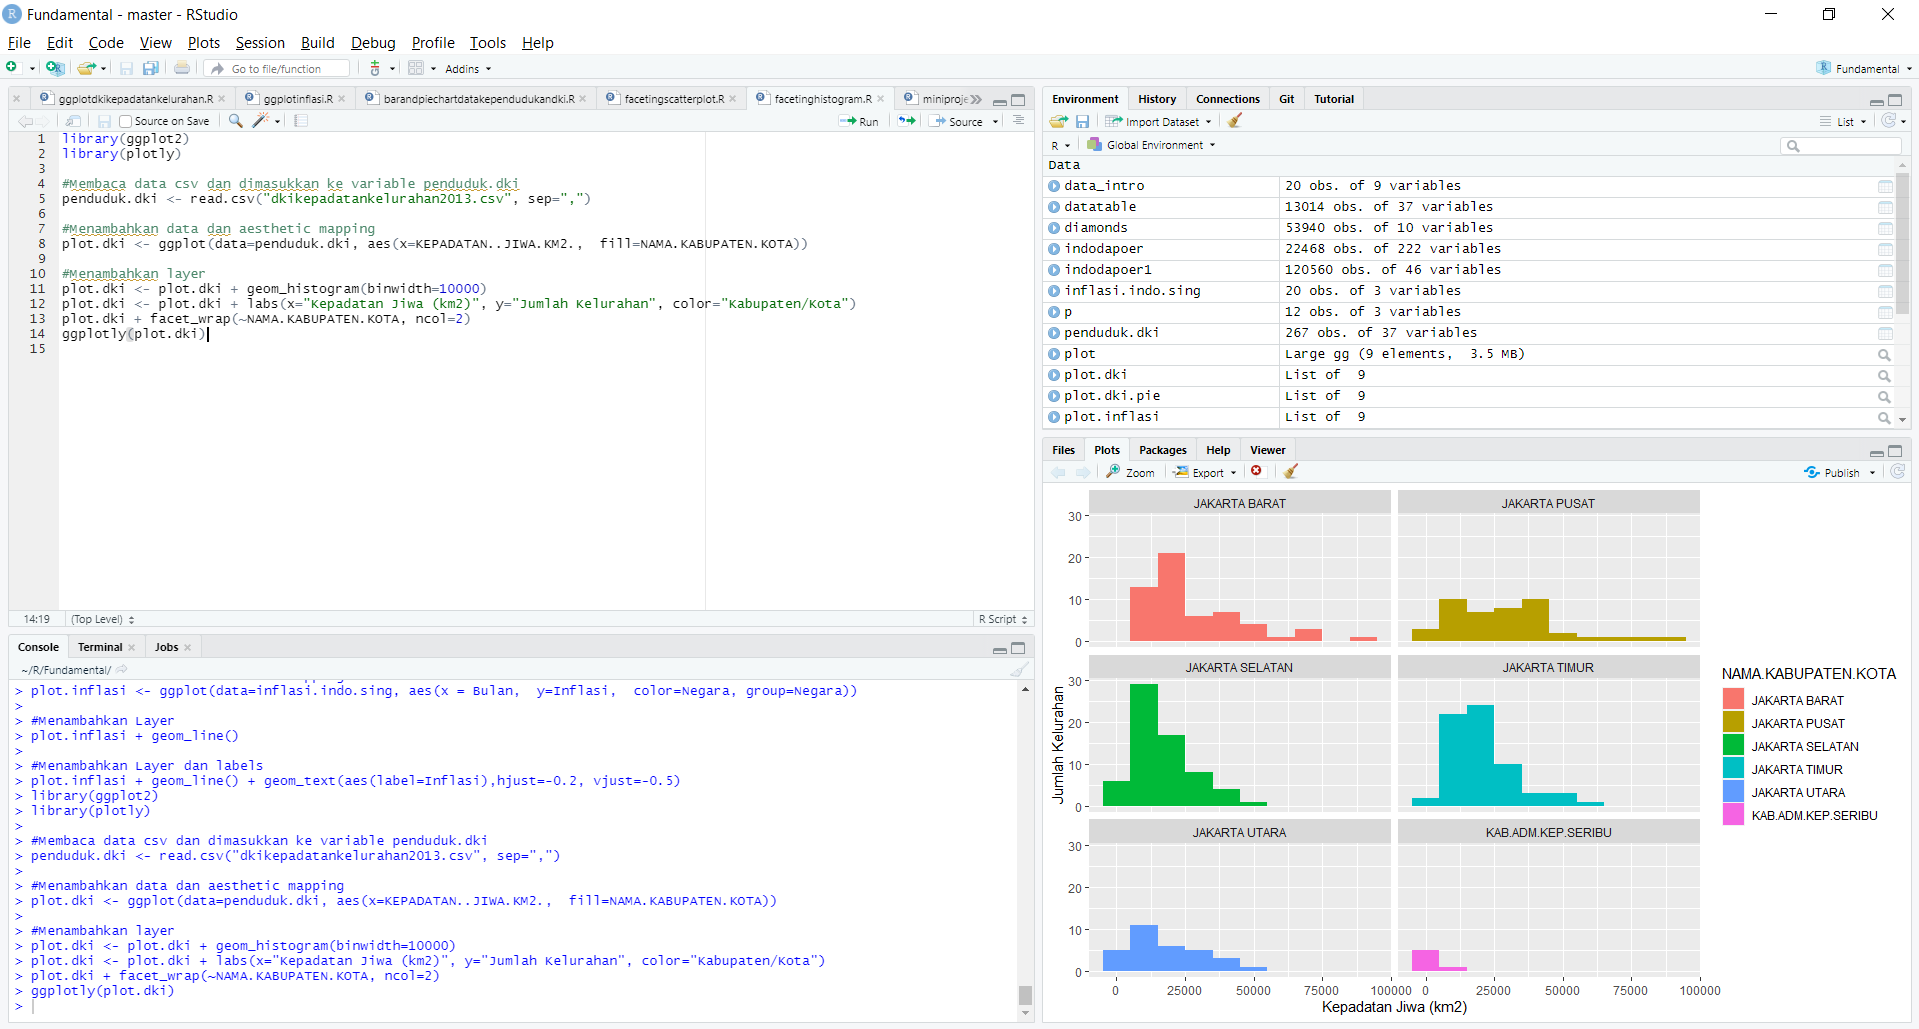 Fundamental - master - RStudio
File Edit Code View Plots Session Build Debug Profile Tools Help
Go to file/function Addins Fundamental
ggplotdkikepadatankelurahan.R ggplotinflasi.R barandpiechartdatakependudukandki.R facetingscatterplot.R facetinghistogram.R miniproje
Source on Save Run Source
1 library(ggplot2)
2 library(plotly)
3
4 #Membaca data csv dan dimasukkan ke variable penduduk.dki
5 penduduk.dki <- read.csv("dkikepadatankelurahan2013.csv", sep=",")
6
7 #Menambahkan data dan aesthetic mapping
8 plot.dki <- ggplot(data=penduduk.dki, aes(x=KEPADATAN..JIWA.KM2.,  fill=NAMA.KABUPATEN.KOTA))
9
10 #Menambahkan layer
11 plot.dki <- plot.dki + geom_histogram(binwidth=10000)
12 plot.dki <- plot.dki + labs(x="Kepadatan Jiwa (km2)", y="Jumlah Kelurahan", color="Kabupaten/Kota")
13 plot.dki + facet_wrap(~NAMA.KABUPATEN.KOTA, ncol=2)
14 ggplotly(plot.dki)
15
14:19 (Top Level) R Script
Console Terminal Jobs
~/R/Fundamental/
> plot.inflasi <- ggplot(data=inflasi.indo.sing, aes(x = Bulan,  y=Inflasi,  color=Negara, group=Negara))
>
> #Menambahkan Layer
> plot.inflasi + geom_line()
>
> #Menambahkan Layer dan labels
> plot.inflasi + geom_line() + geom_text(aes(label=Inflasi),hjust=-0.2, vjust=-0.5)
> library(ggplot2)
> library(plotly)
>
> #Membaca data csv dan dimasukkan ke variable penduduk.dki
> penduduk.dki <- read.csv("dkikepadatankelurahan2013.csv", sep=",")
>
> #Menambahkan data dan aesthetic mapping
> plot.dki <- ggplot(data=penduduk.dki, aes(x=KEPADATAN..JIWA.KM2.,  fill=NAMA.KABUPATEN.KOTA))
>
> #Menambahkan layer
> plot.dki <- plot.dki + geom_histogram(binwidth=10000)
> plot.dki <- plot.dki + labs(x="Kepadatan Jiwa (km2)", y="Jumlah Kelurahan", color="Kabupaten/Kota")
> plot.dki + facet_wrap(~NAMA.KABUPATEN.KOTA, ncol=2)
> ggplotly(plot.dki)
>
Environment History Connections Git Tutorial
Import Dataset List
R Global Environment
Data
data_intro 20 obs. of 9 variables
datatable 13014 obs. of 37 variables
diamonds 53940 obs. of 10 variables
indodapoer 22468 obs. of 222 variables
indodapoer1 120560 obs. of 46 variables
inflasi.indo.sing 20 obs. of 3 variables
p 12 obs. of 3 variables
penduduk.dki 267 obs. of 37 variables
plot Large gg (9 elements,  3.5 MB)
plot.dki List of  9
plot.dki.pie List of  9
plot.inflasi List of  9
Files Plots Packages Help Viewer
Zoom Export Publish
JAKARTA BARAT JAKARTA PUSAT
30
20
10
0
JAKARTA SELATAN JAKARTA TIMUR
30
20
10
0
JAKARTA UTARA KAB.ADM.KEP.SERIBU
30
20
10
0
0 25000 50000 75000 100000 0 25000 50000 75000 100000
Kepadatan Jiwa (km2)
Jumlah Kelurahan
NAMA.KABUPATEN.KOTA
JAKARTA BARAT
JAKARTA PUSAT
JAKARTA SELATAN
JAKARTA TIMUR
JAKARTA UTARA
KAB.ADM.KEP.SERIBU